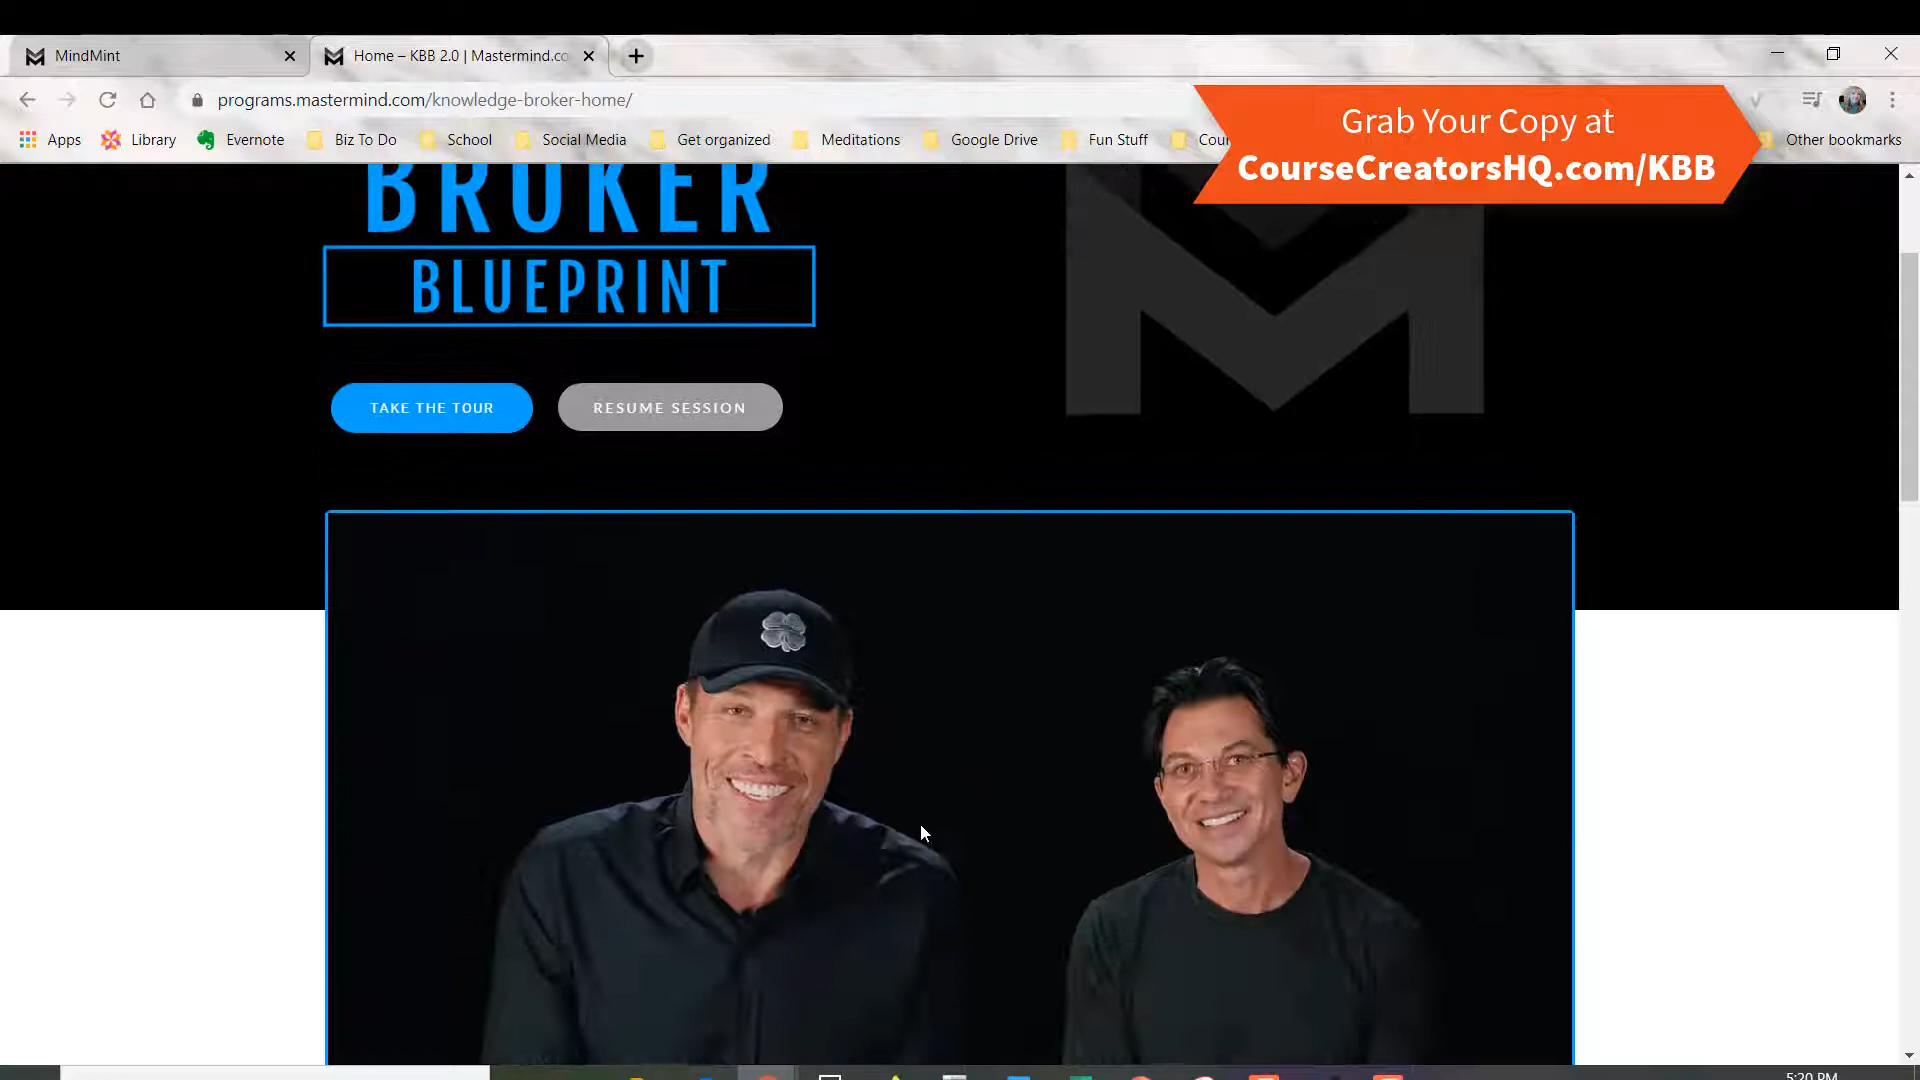 MindMint
Home – KBB 2.0 | Mastermind.co
programs.mastermind.com/knowledge-broker-home/
Grab Your Copy at
CourseCreatorsHQ.com/KBB
Apps Library Evernote Biz To Do School Social Media Get organized Meditations Google Drive Fun Stuff Cou Other bookmarks
BROKER
BLUEPRINT
TAKE THE TOUR RESUME SESSION
5:20 PM